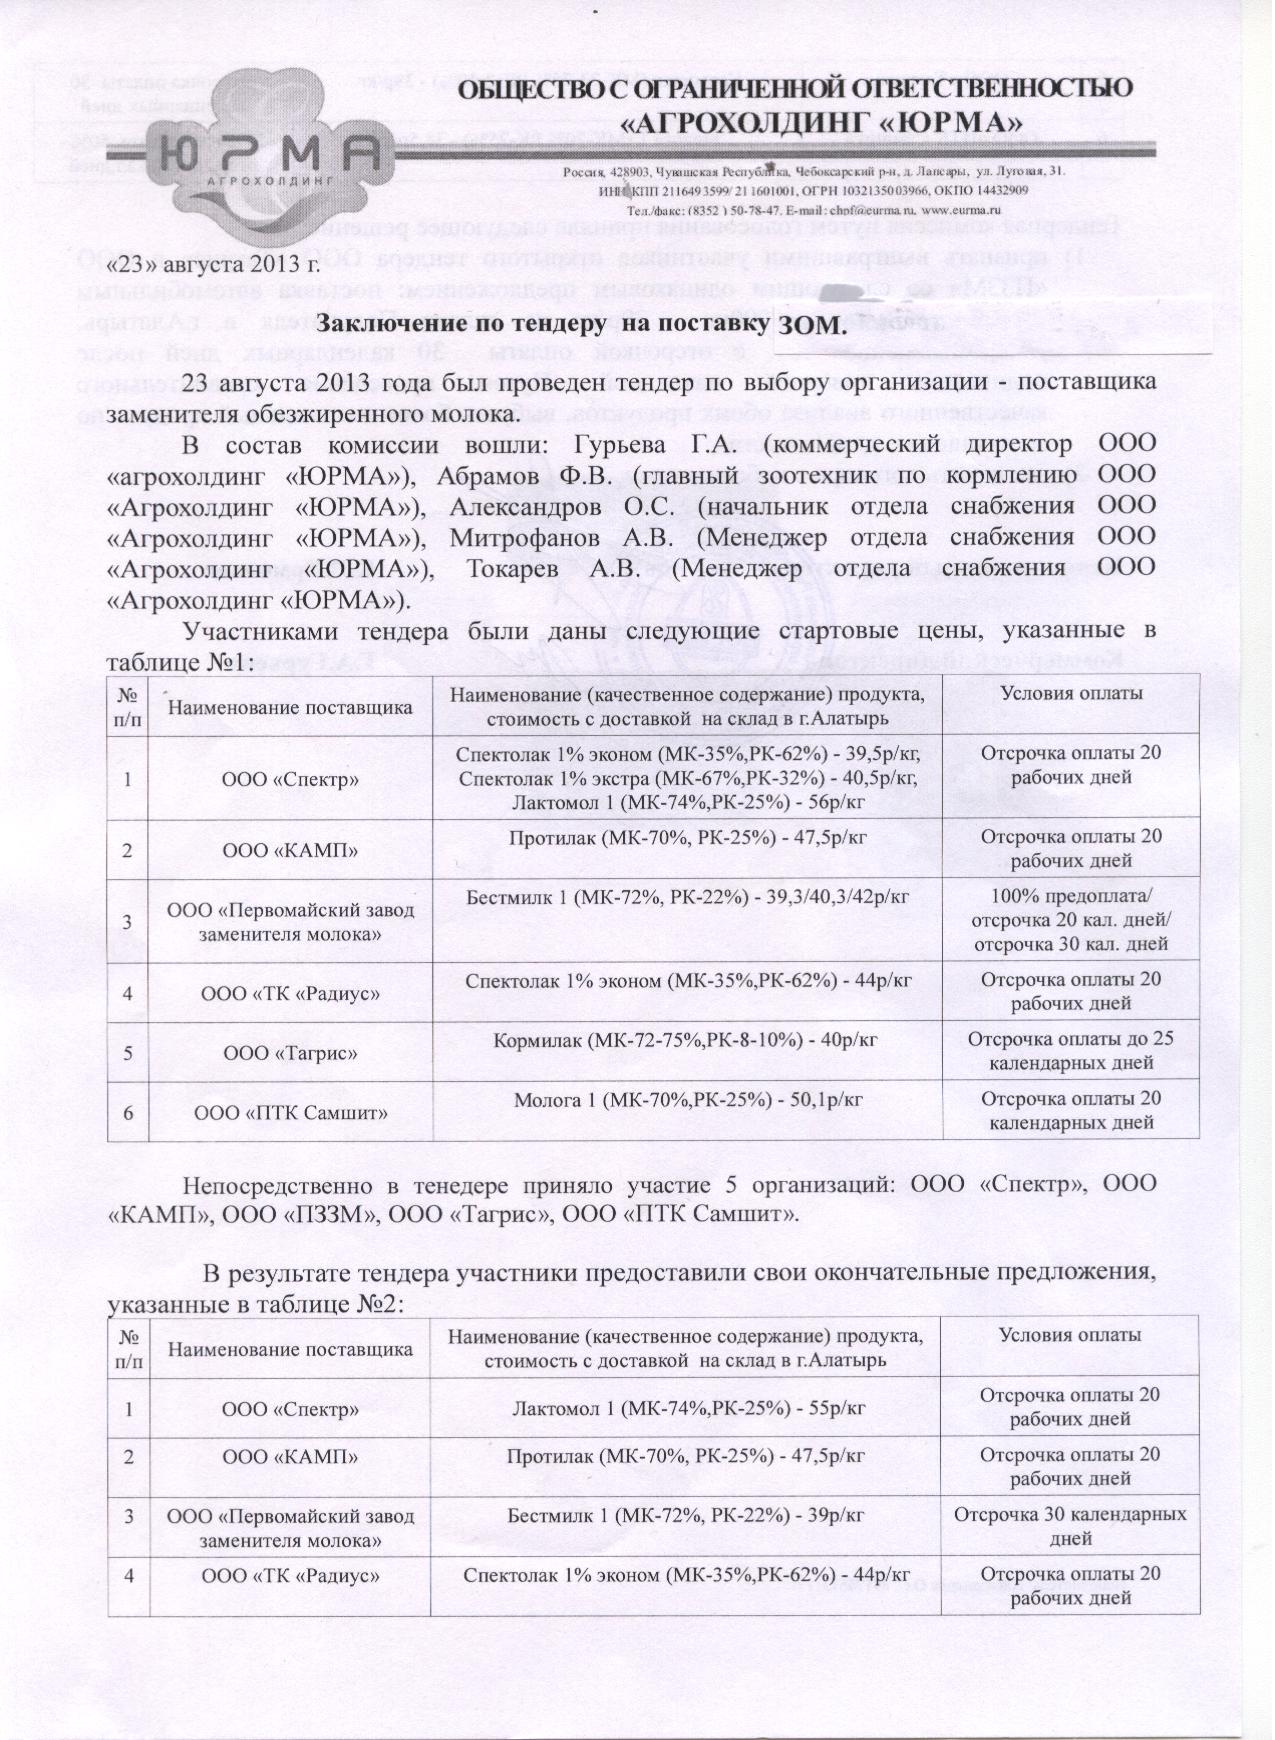 ЮРМА
АГРОХОЛДИНГ
ОБЩЕСТВО С ОГРАНИЧЕННОЙ ОТВЕТСТВЕННОСТЬЮ
«АГРОХОЛДИНГ «ЮРМА»
Россия, 428903, Чувашская Республика, Чебоксарский р-н, д. Лапсары, ул. Луговая, 31.
ИНН/КПП 2116493599/ 211601001, ОГРН 1032135003966, ОКПО 14432909
Тел./факс: (8352 ) 50-78-47. E-mail: chpf@eurma.ru, www.eurma.ru
«23» августа 2013 г.
Заключение по тендеру на поставку ЗОМ.
23 августа 2013 года был проведен тендер по выбору организации - поставщика
заменителя обезжиренного молока.
В состав комиссии вошли: Гурьева Г.А. (коммерческий директор ООО
«агрохолдинг «ЮРМА»), Абрамов Ф.В. (главный зоотехник по кормлению ООО
«Агрохолдинг «ЮРМА»), Александров О.С. (начальник отдела снабжения ООО
«Агрохолдинг «ЮРМА»), Митрофанов А.В. (Менеджер отдела снабжения ООО
«Агрохолдинг «ЮРМА»), Токарев А.В. (Менеджер отдела снабжения ООО
«Агрохолдинг «ЮРМА»).
Участниками тендера были даны следующие стартовые цены, указанные в
таблице №1:
№ п/п Наименование поставщика Наименование (качественное содержание) продукта, Условия оплаты
стоимость с доставкой на склад в г.Алатырь
1 ООО «Спектр» Спектолак 1% эконом (МК-35%,РК-62%) - 39,5р/кг, Отсрочка оплаты 20
Спектолак 1% экстра (МК-67%,РК-32%) - 40,5р/кг, рабочих дней
Лактомол 1 (МК-74%,РК-25%) - 56р/кг
2 ООО «КАМП» Протилак (МК-70%, РК-25%) - 47,5р/кг Отсрочка оплаты 20
рабочих дней
3 ООО «Первомайский завод Бестмилк 1 (МК-72%, РК-22%) - 39,3/40,3/42р/кг 100% предоплата/
заменителя молока» отсрочка 20 кал. дней/
отсрочка 30 кал. дней
4 ООО «ТК «Радиус» Спектолак 1% эконом (МК-35%,РК-62%) - 44р/кг Отсрочка оплаты 20
рабочих дней
5 ООО «Тагрис» Кормилак (МК-72-75%,РК-8-10%) - 40р/кг Отсрочка оплаты до 25
календарных дней
6 ООО «ПТК Самшит» Молога 1 (МК-70%,РК-25%) - 50,1р/кг Отсрочка оплаты 20
календарных дней
Непосредственно в тенедере приняло участие 5 организаций: ООО «Спектр», ООО
«КАМП», ООО «ПЗЗМ», ООО «Тагрис», ООО «ПТК Самшит».
В результате тендера участники предоставили свои окончательные предложения,
указанные в таблице №2:
№ п/п Наименование поставщика Наименование (качественное содержание) продукта, Условия оплаты
стоимость с доставкой на склад в г.Алатырь
1 ООО «Спектр» Лактомол 1 (МК-74%,РК-25%) - 55р/кг Отсрочка оплаты 20
рабочих дней
2 ООО «КАМП» Протилак (МК-70%, РК-25%) - 47,5р/кг Отсрочка оплаты 20
рабочих дней
3 ООО «Первомайский завод Бестмилк 1 (МК-72%, РК-22%) - 39р/кг Отсрочка 30 календарных
заменителя молока» дней
4 ООО «ТК «Радиус» Спектолак 1% эконом (МК-35%,РК-62%) - 44р/кг Отсрочка оплаты 20
рабочих дней